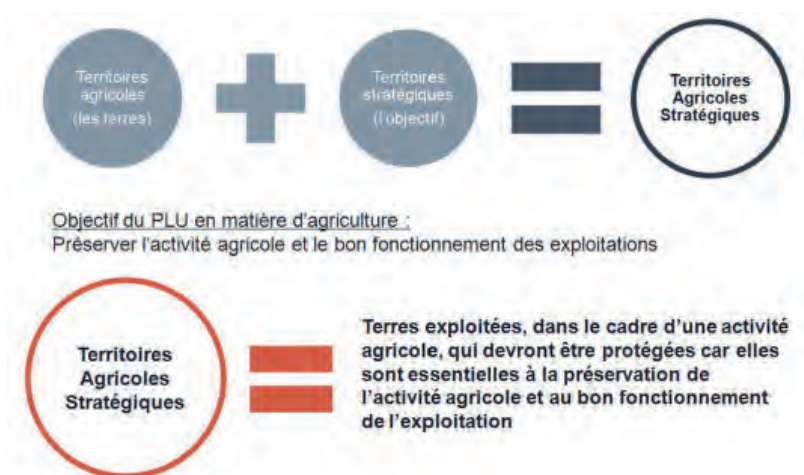 Territoires
agricoles
(les terres)
Territoires
stratégiques
(l'objectif)
Territoires
Agricoles
Stratégiques
Objectif du PLU en matière d'agriculture :
Préserver l'activité agricole et le bon fonctionnement des exploitations
Territoires
Agricoles
Stratégiques
Terres exploitées, dans le cadre d'une activité
agricole, qui devront être protégées car elles
sont essentielles à la préservation de
l'activité agricole et au bon fonctionnement
de l'exploitation